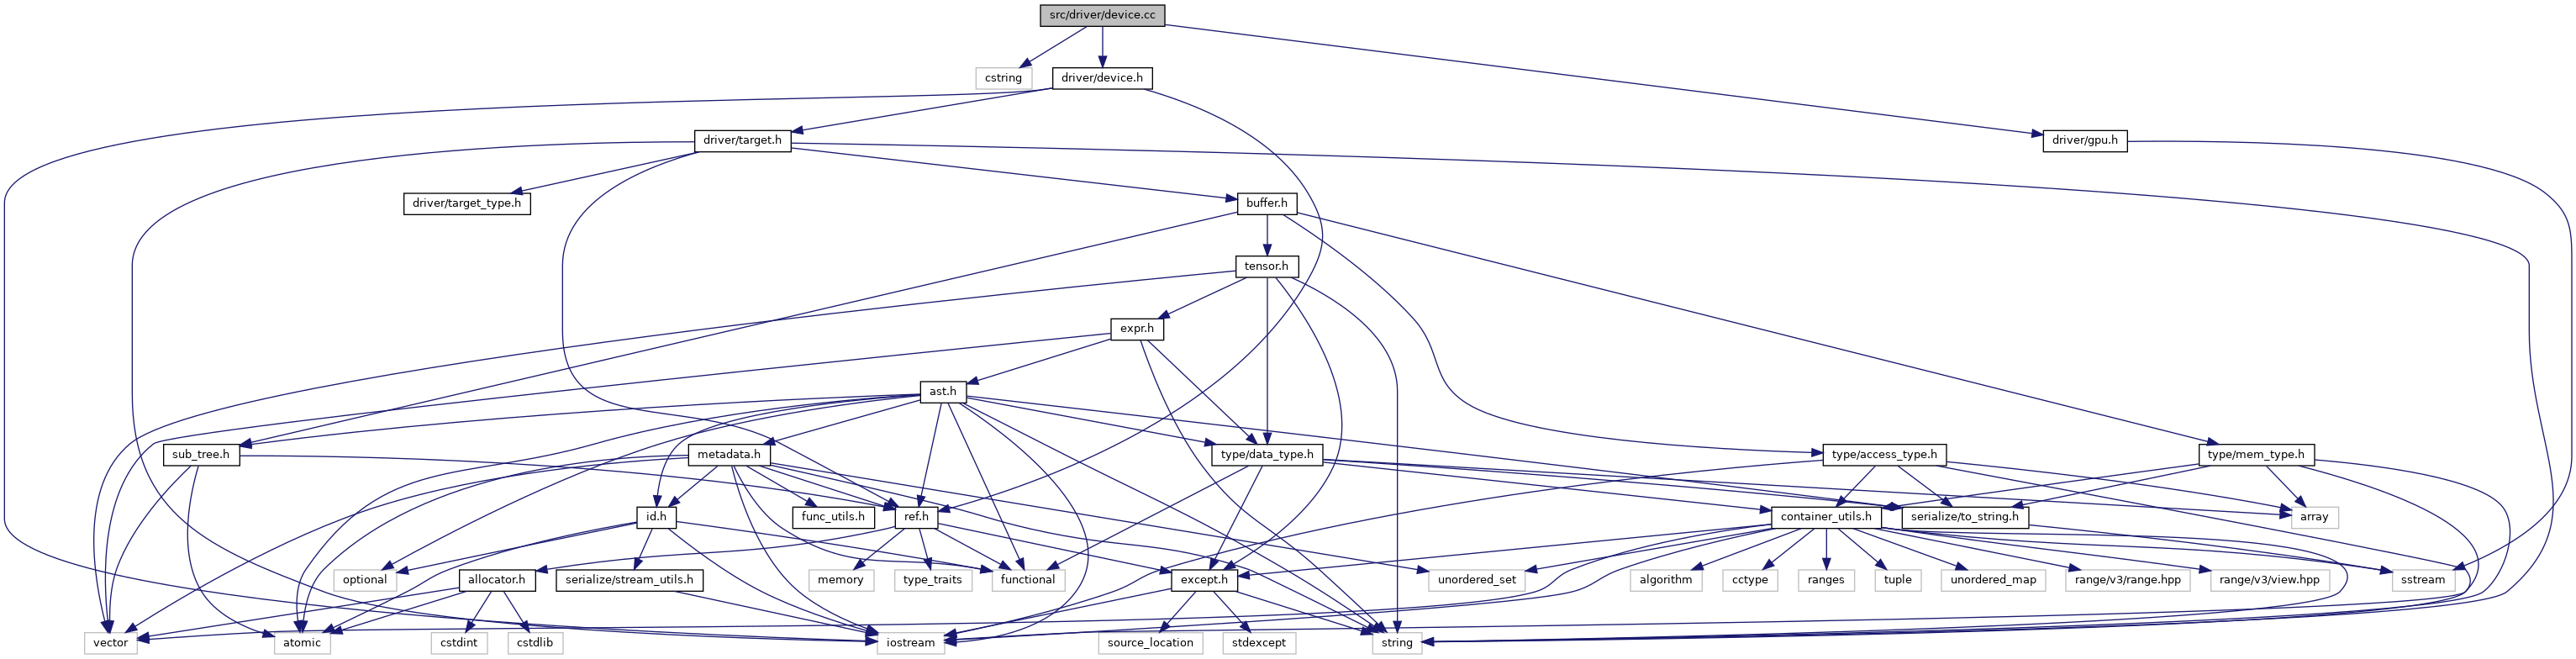 src/driver/device.cc
cstring
driver/device.h
driver/target.h
driver/gpu.h
driver/target_type.h
buffer.h
tensor.h
expr.h
ast.h
sub_tree.h
metadata.h
type/data_type.h
type/access_type.h
type/mem_type.h
id.h
func_utils.h
ref.h
container_utils.h
serialize/to_string.h
array
optional
allocator.h
serialize/stream_utils.h
memory
type_traits
functional
except.h
unordered_set
algorithm
cctype
ranges
tuple
unordered_map
range/v3/range.hpp
range/v3/view.hpp
sstream
vector
atomic
cstdint
cstdlib
iostream
source_location
stdexcept
string